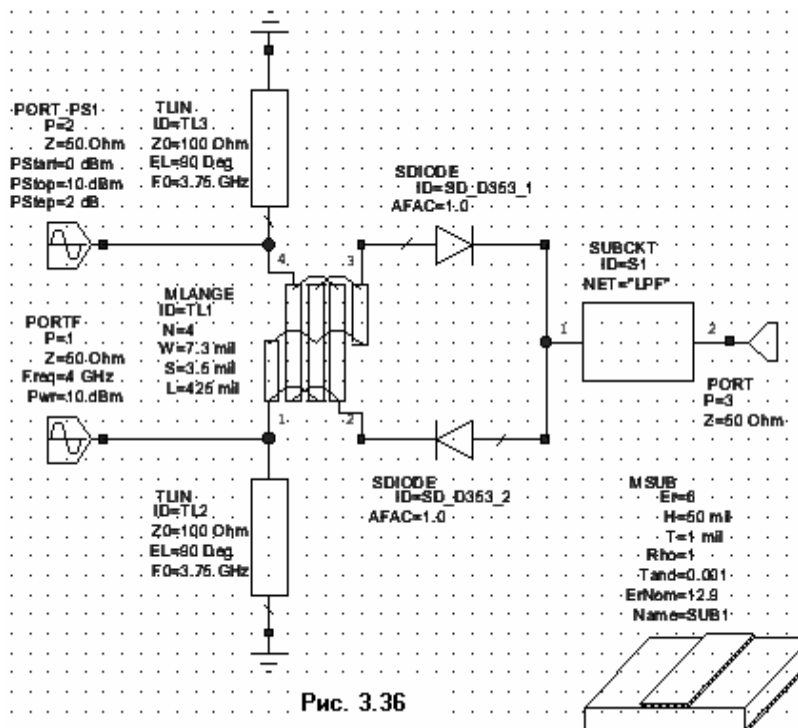 PORT_PS1
P=2
Z=50 Ohm
PStart=0 dBm
PStop=10 dBm
PStep=2 dB
TLIN
ID=TL3
Z0=100 Ohm
EL=90 Deg
F0=3.75 GHz
SDIODE
ID=SD_D353_1
AFAC=1.0
SUBCKT
ID=S1
NET="LPF"
4
3
MLANGE
ID=TL1
N=4
W=7.3 mil
S=3.5 mil
L=425 mil
PORTF
P=1
Z=50 Ohm
Freq=4 GHz
Pwr=10 dBm
1
2
1
2
PORT
P=3
Z=50 Ohm
TLIN
ID=TL2
Z0=100 Ohm
EL=90 Deg
F0=3.75 GHz
SDIODE
ID=SD_D353_2
AFAC=1.0
MSUB
Er=6
H=50 mil
T=1 mil
Rho=1
Tand=0.001
ErNom=12.9
Name=SUB1
Рис. 3.36